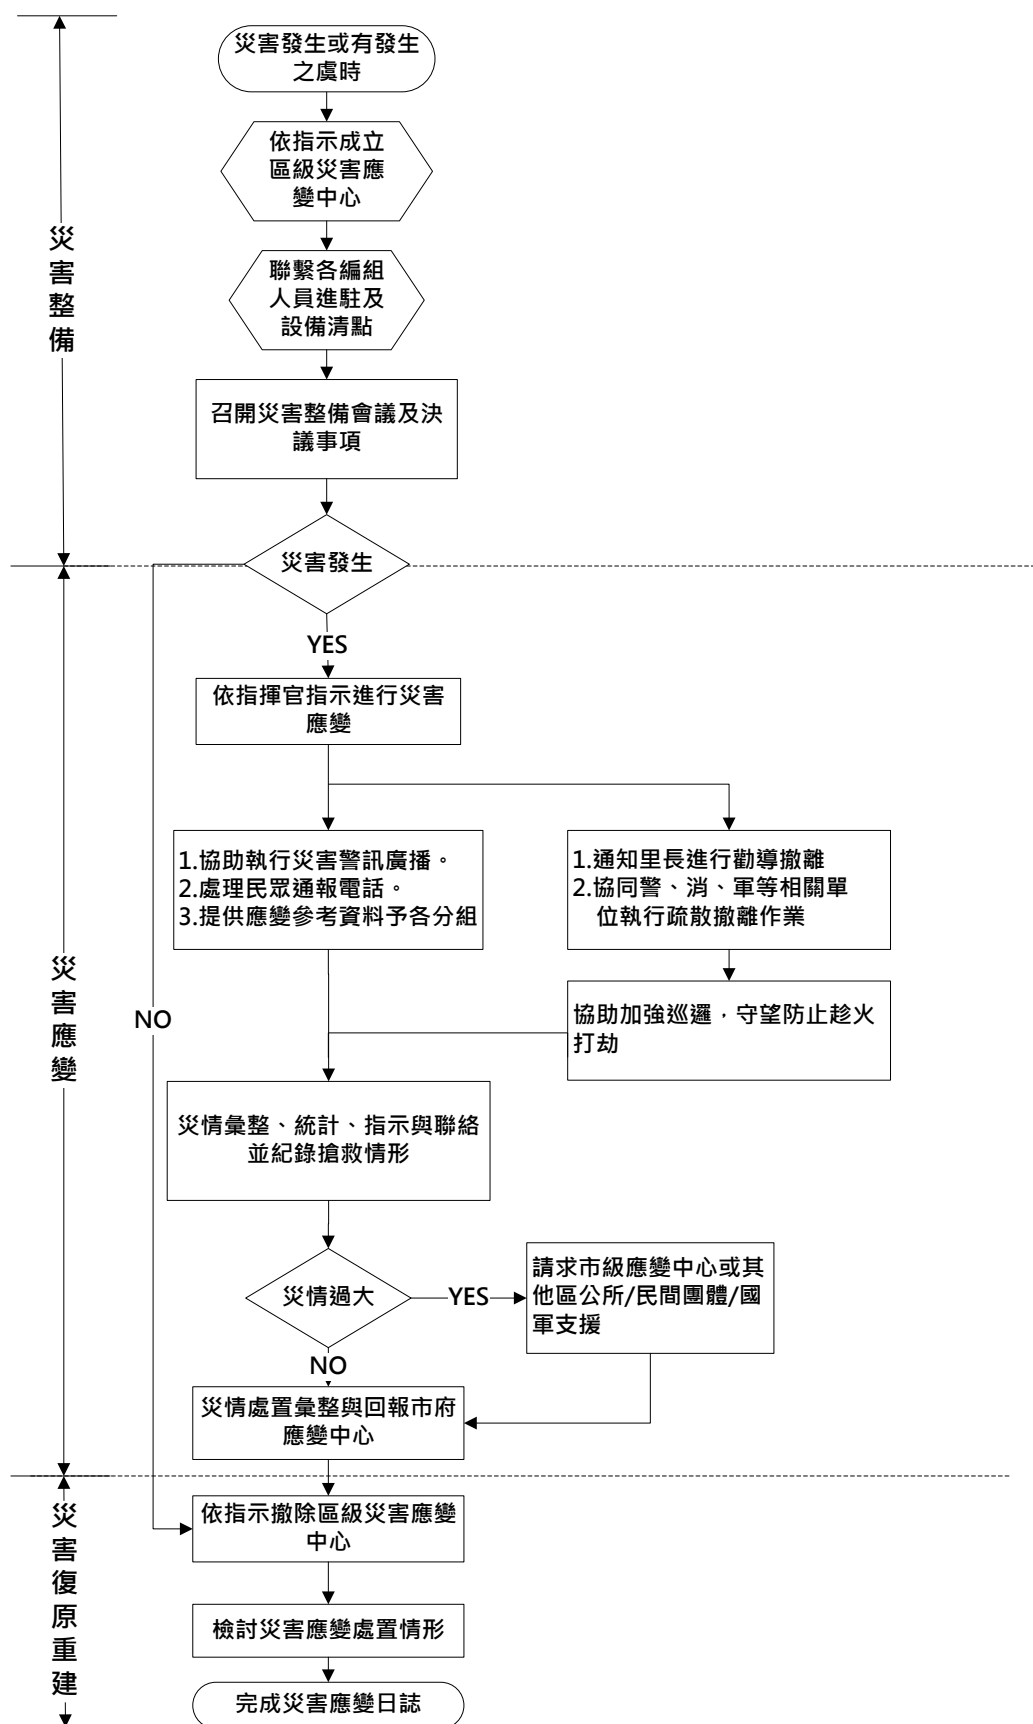 災害發生或有發生
之虞時
依指示成立
區級災害應
變中心
災
害
整
備
聯繫各編組
人員進駐及
設備清點
召開災害整備會議及決
議事項
災害發生
YES
依指揮官指示進行災害
應變
1.協助執行災害警訊廣播。
2.處理民眾通報電話。
3.提供應變參考資料予各分組
1.通知里長進行勸導撤離
2.協同警、消、軍等相關單
位執行疏散撤離作業
災
害
應
變
NO
協助加強巡邏，守望防止趁火
打劫
災情彙整、統計、指示與聯絡
並紀錄搶救情形
災情過大
YES
請求市級應變中心或其
他區公所/民間團體/國
軍支援
NO
災情處置彙整與回報市府
應變中心
災
害
復
原
重
建
依指示撤除區級災害應變
中心
檢討災害應變處置情形
完成災害應變日誌